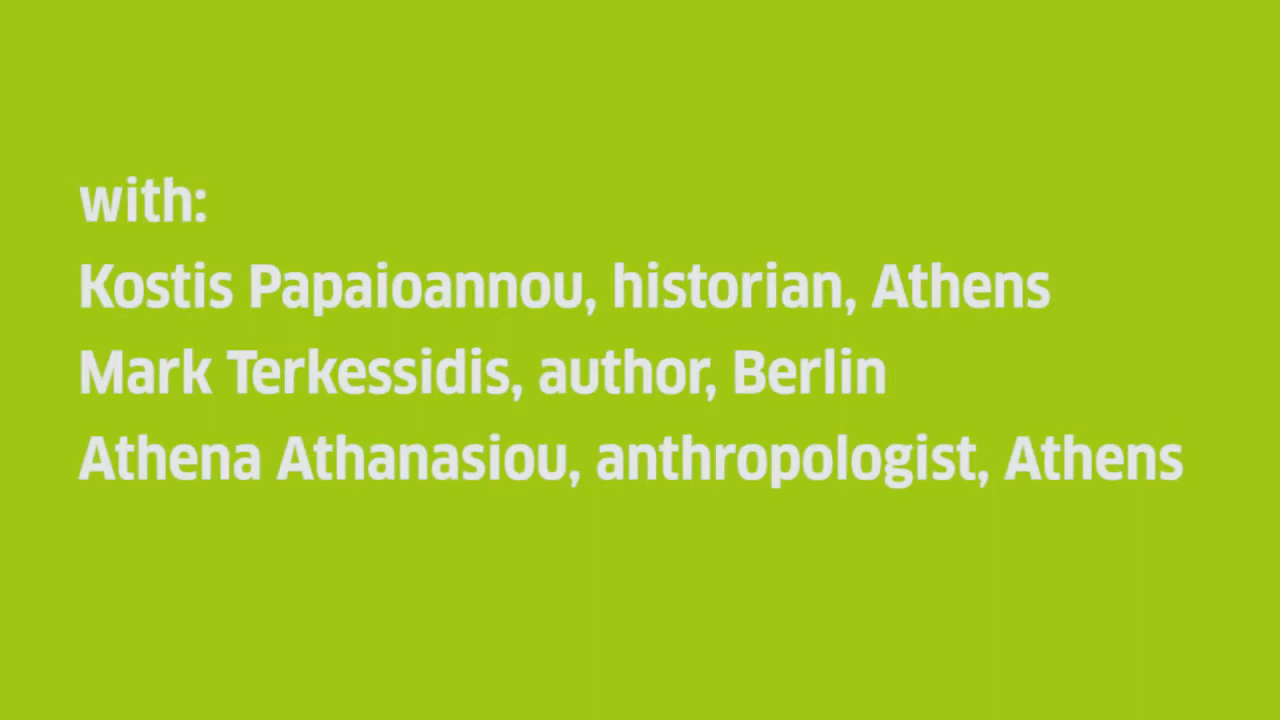 with:
Kostis Papaioannou, historian, Athens
Mark Terkessidis, author, Berlin
Athena Athanasiou, anthropologist, Athens